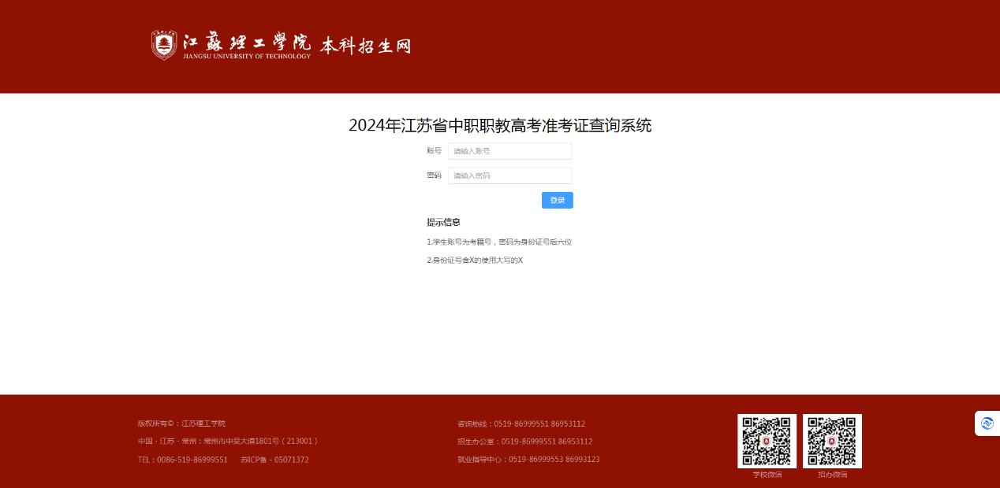 江蘇理工學院 本科招生网
JIANGSU UNIVERSITY OF TECHNOLOGY
2024年江苏省中职职教高考准考证查询系统
账号 请输入账号
密码 请输入密码
登录
提示信息
1.学生账号为考籍号，密码为身份证号后六位
2.身份证号含X的使用大写的X
版权所有©：江苏理工学院
中国 - 江苏 - 常州：常州市中吴大道1801号（213001）
TEL：0086-519-86999551 苏ICP备 - 05071372
咨询热线：0519-86999551 86953112
招生办公室：0519-86999551 86953112
就业指导中心：0519-86999553 86993123
学校微信
招办微信